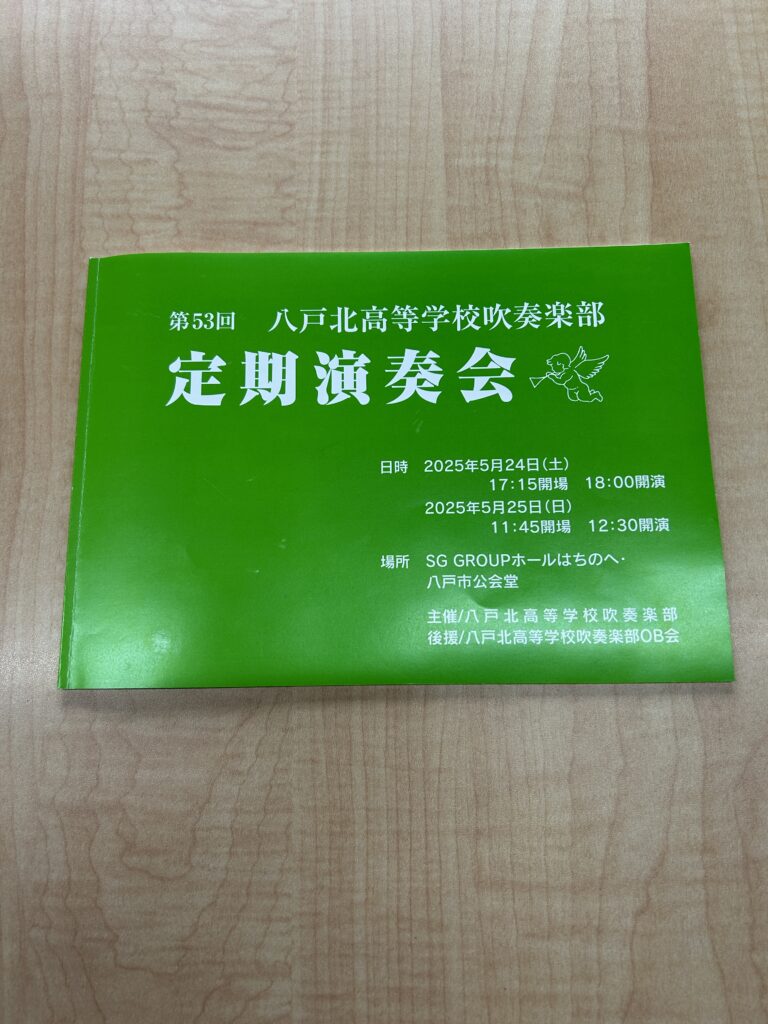 第53回 八戸北高等学校吹奏楽部
定期演奏会
日時 2025年5月24日(土)
17:15開場 18:00開演
2025年5月25日(日)
11:45開場 12:30開演
場所 SG GROUPホールはちのへ・
八戸市公会堂
主催/八戸北高等学校吹奏楽部
後援/八戸北高等学校吹奏楽部OB会